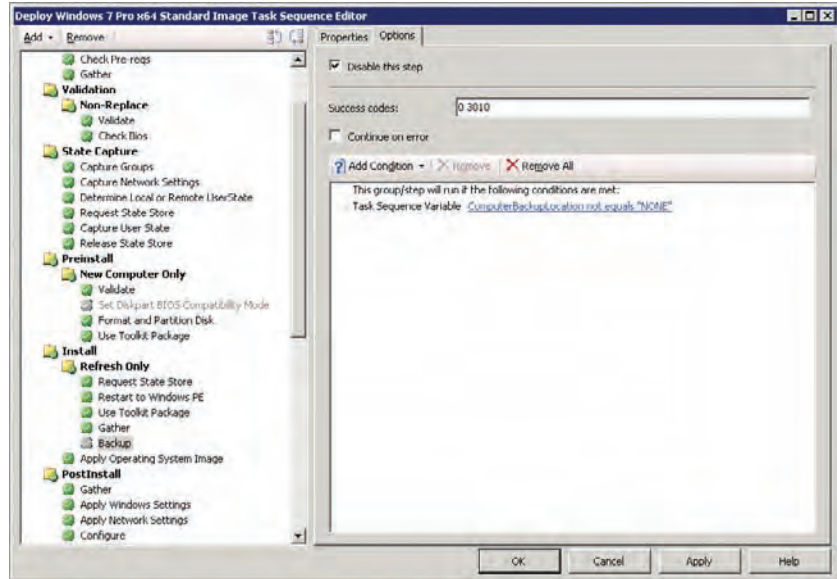 Deploy Windows 7 Pro x64 Standard Image Task Sequence Editor
Add Remove
Check Pre-reqs
Gather
Validation
Non-Replace
Validate
Check Bios
State Capture
Capture Groups
Capture Network Settings
Determine Local or Remote UserState
Request State Store
Capture User State
Release State Store
Preinstall
New Computer Only
Validate
Set Diskpart BIOS Compatibility Mode
Format and Partition Disk
Use Toolkit Package
Install
Refresh Only
Request State Store
Restart to Windows PE
Use Toolkit Package
Gather
Backup
Apply Operating System Image
PostInstall
Gather
Apply Windows Settings
Apply Network Settings
Configure
Properties Options
Disable this step
Success codes: 0 3010
Continue on error
Add Condition Remove Remove All
This group/step will run if the following conditions are met:
Task Sequence Variable ComputerBackupLocation not equals "NONE"
OK Cancel Apply Help